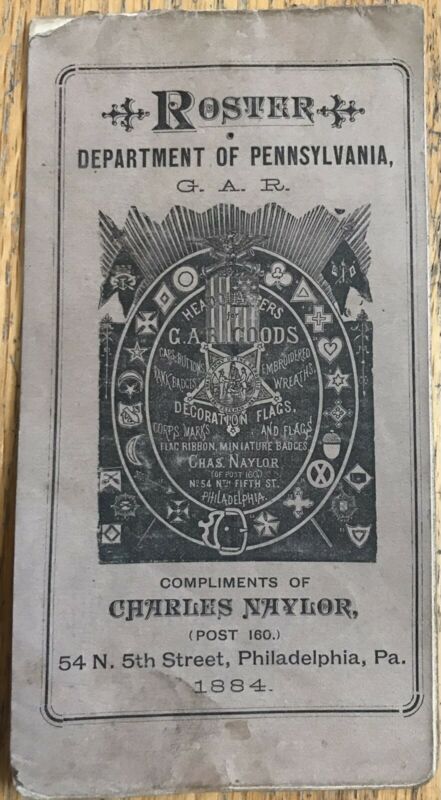 ROSTER
DEPARTMENT OF PENNSYLVANIA,
G. A. R.
HEADQUARTERS
for
G.A.R. GOODS
CAPS, BUTTONS, EMBROIDERED
RANK BADGES, WREATHS,
DECORATION FLAGS,
CORPS MARKS AND FLAGS
FLAG RIBBON, MINIATURE BADGES
CHAS. NAYLOR
(OF POST 160)
No. 54 NTH FIFTH ST.
PHILADELPHIA.
COMPLIMENTS OF
CHARLES NAYLOR,
(POST 160.)
54 N. 5th Street, Philadelphia, Pa.
1884.